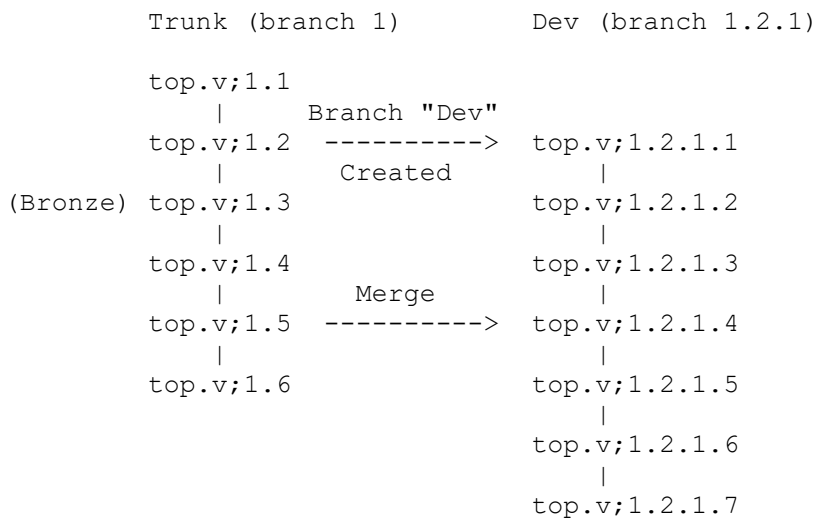 Trunk (branch 1) Dev (branch 1.2.1)
top.v;1.1
| Branch "Dev"
top.v;1.2 ----------> top.v;1.2.1.1
| Created |
(Bronze) top.v;1.3 top.v;1.2.1.2
| |
top.v;1.4 top.v;1.2.1.3
| Merge |
top.v;1.5 ----------> top.v;1.2.1.4
| |
top.v;1.6 top.v;1.2.1.5
|
top.v;1.2.1.6
|
top.v;1.2.1.7